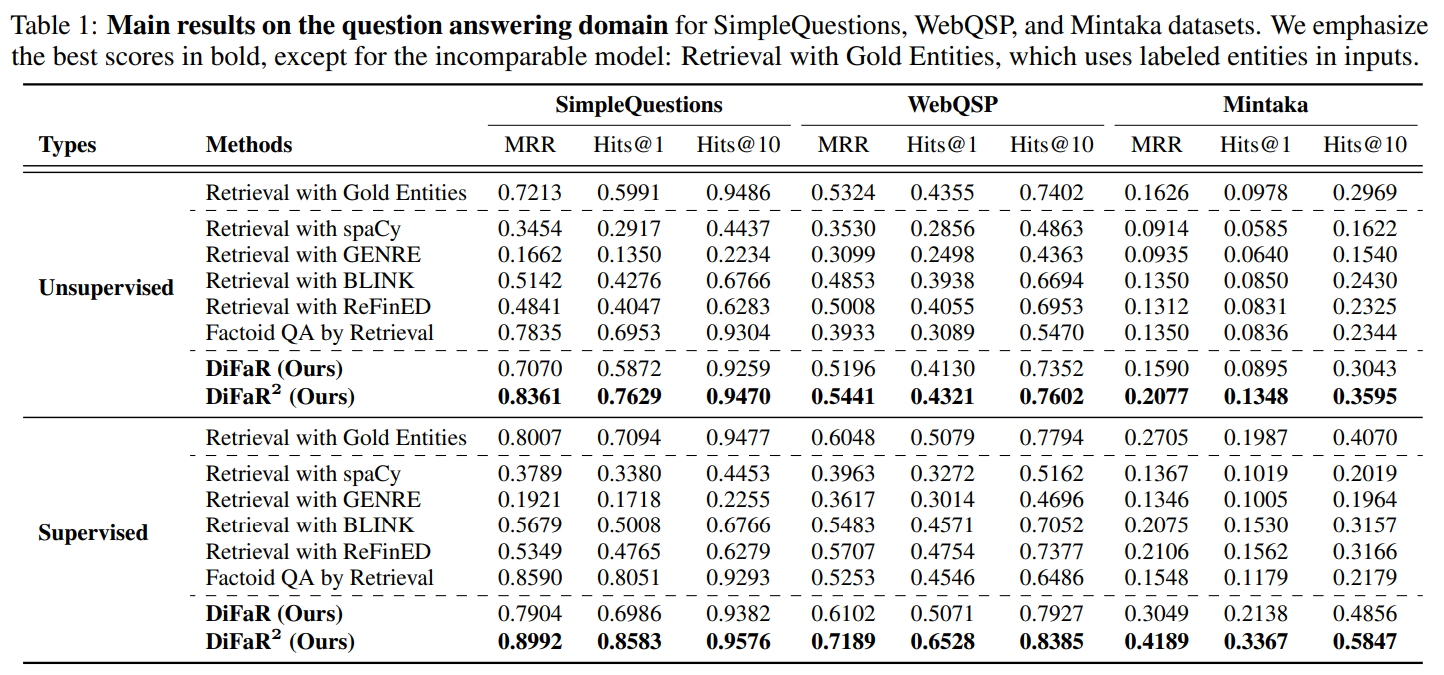 Table 1: Main results on the question answering domain for SimpleQuestions, WebQSP, and Mintaka datasets. We emphasize
the best scores in bold, except for the incomparable model: Retrieval with Gold Entities, which uses labeled entities in inputs.
SimpleQuestions WebQSP Mintaka
Types Methods MRR Hits@1 Hits@10 MRR Hits@1 Hits@10 MRR Hits@1 Hits@10
Retrieval with Gold Entities 0.7213 0.5991 0.9486 0.5324 0.4355 0.7402 0.1626 0.0978 0.2969
Retrieval with spaCy 0.3454 0.2917 0.4437 0.3530 0.2856 0.4863 0.0914 0.0585 0.1622
Retrieval with GENRE 0.1662 0.1350 0.2234 0.3099 0.2498 0.4363 0.0935 0.0640 0.1540
Unsupervised Retrieval with BLINK 0.5142 0.4276 0.6766 0.4853 0.3938 0.6694 0.1350 0.0850 0.2430
Retrieval with ReFinED 0.4841 0.4047 0.6283 0.5008 0.4055 0.6953 0.1312 0.0831 0.2325
Factoid QA by Retrieval 0.7835 0.6953 0.9304 0.3933 0.3089 0.5470 0.1350 0.0836 0.2344
DiFaR (Ours) 0.7070 0.5872 0.9259 0.5196 0.4130 0.7352 0.1590 0.0895 0.3043
DiFaR² (Ours) 0.8361 0.7629 0.9470 0.5441 0.4321 0.7602 0.2077 0.1348 0.3595
Retrieval with Gold Entities 0.8007 0.7094 0.9477 0.6048 0.5079 0.7794 0.2705 0.1987 0.4070
Retrieval with spaCy 0.3789 0.3380 0.4453 0.3963 0.3272 0.5162 0.1367 0.1019 0.2019
Retrieval with GENRE 0.1921 0.1718 0.2255 0.3617 0.3014 0.4696 0.1346 0.1005 0.1964
Supervised Retrieval with BLINK 0.5679 0.5008 0.6766 0.5483 0.4571 0.7052 0.2075 0.1530 0.3157
Retrieval with ReFinED 0.5349 0.4765 0.6279 0.5707 0.4754 0.7377 0.2106 0.1562 0.3166
Factoid QA by Retrieval 0.8590 0.8051 0.9293 0.5253 0.4546 0.6486 0.1548 0.1179 0.2179
DiFaR (Ours) 0.7904 0.6986 0.9382 0.6102 0.5071 0.7927 0.3049 0.2138 0.4856
DiFaR² (Ours) 0.8992 0.8583 0.9576 0.7189 0.6528 0.8385 0.4189 0.3367 0.5847